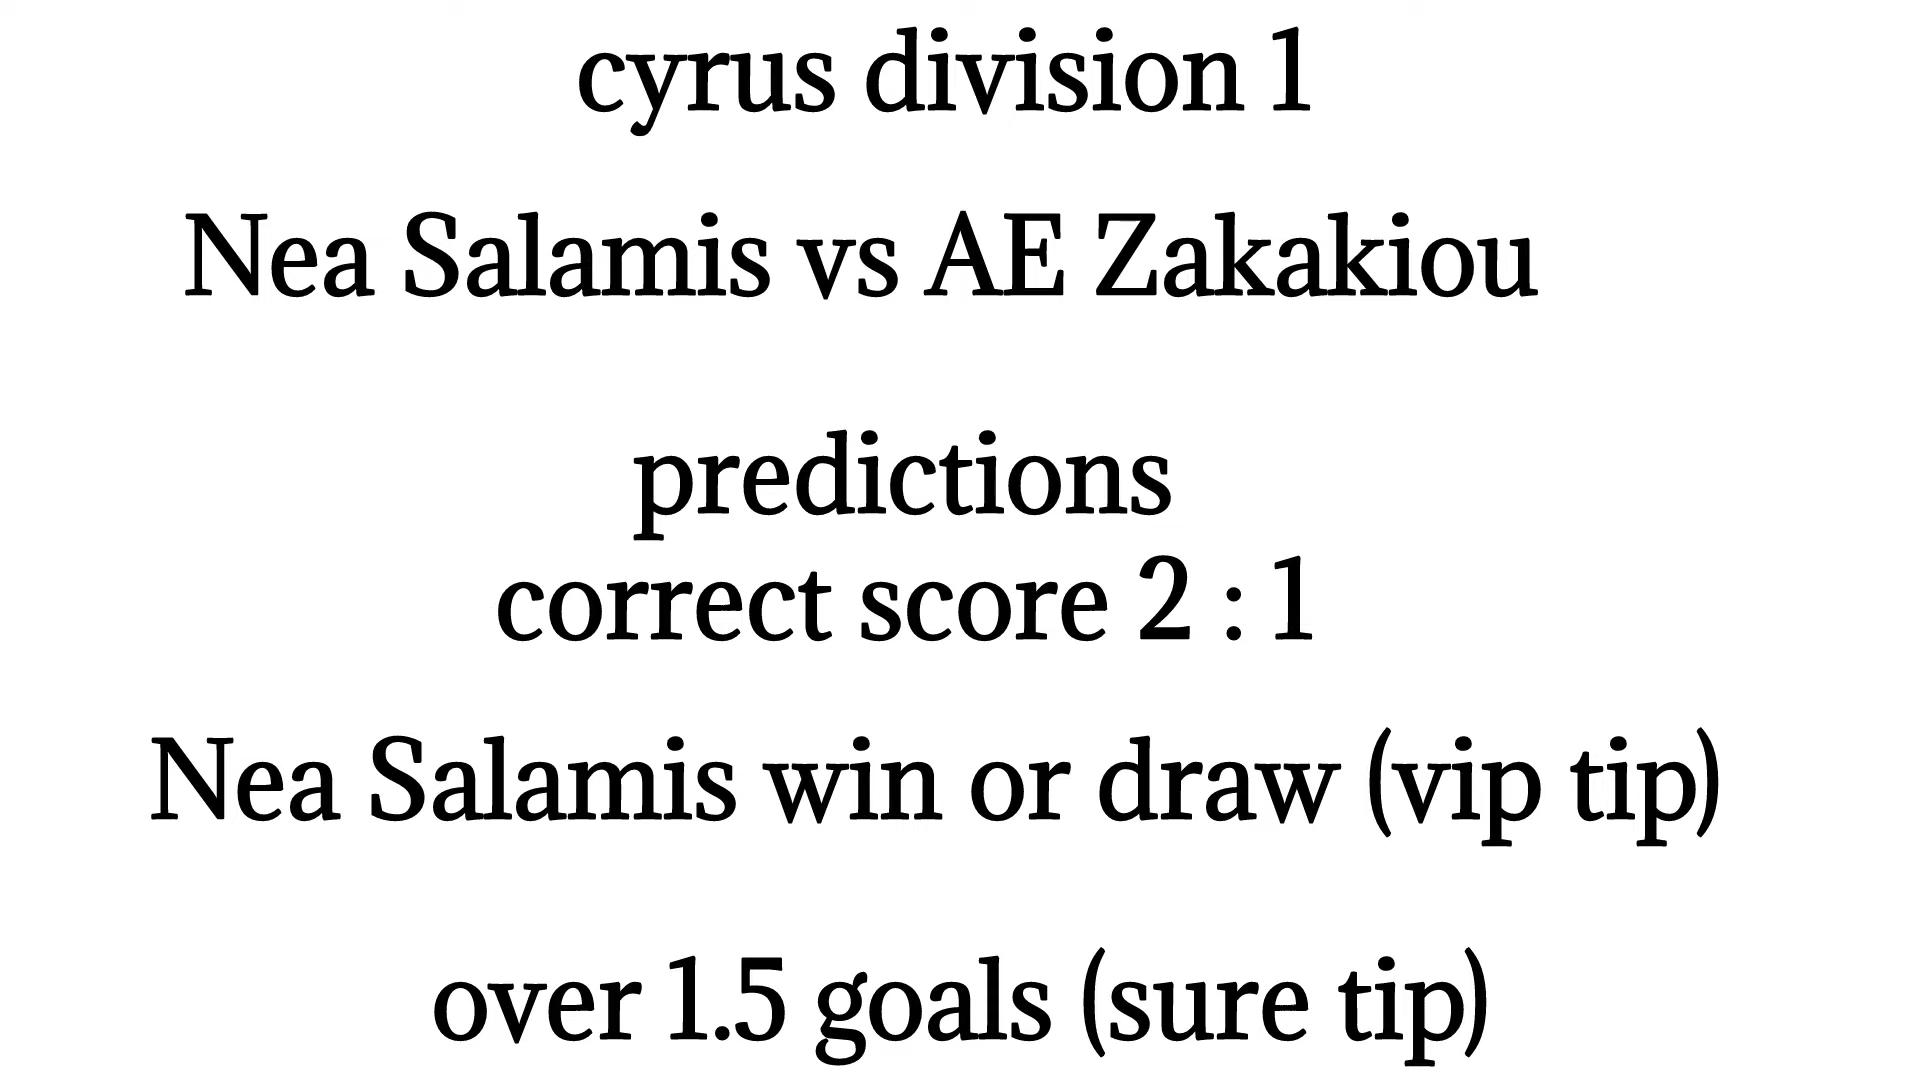 cyrus division 1
Nea Salamis vs AE Zakakiou
predictions
correct score 2 : 1
Nea Salamis win or draw (vip tip)
over 1.5 goals (sure tip)